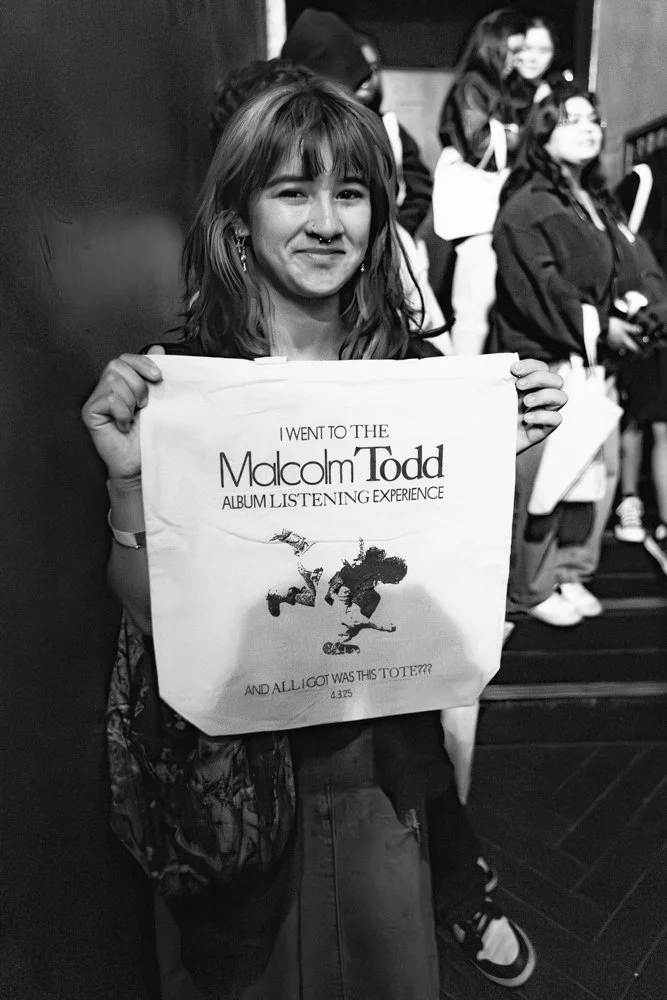 I WENT TO THE
Malcolm Todd
ALBUM LISTENING EXPERIENCE
AND ALL I GOT WAS THIS TOTE???
4.3.25